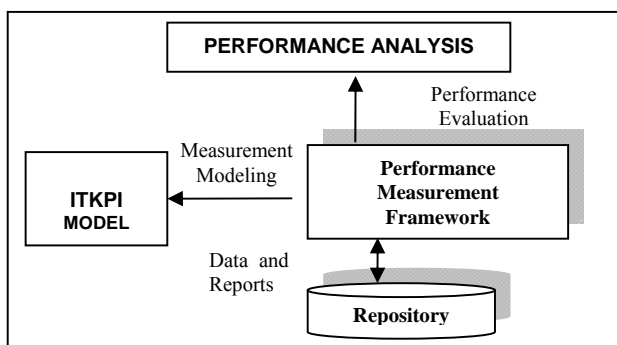 PERFORMANCE ANALYSIS
Performance
Evaluation
Measurement
Modeling
ITKPI
MODEL
Performance
Measurement
Framework
Data and
Reports
Repository